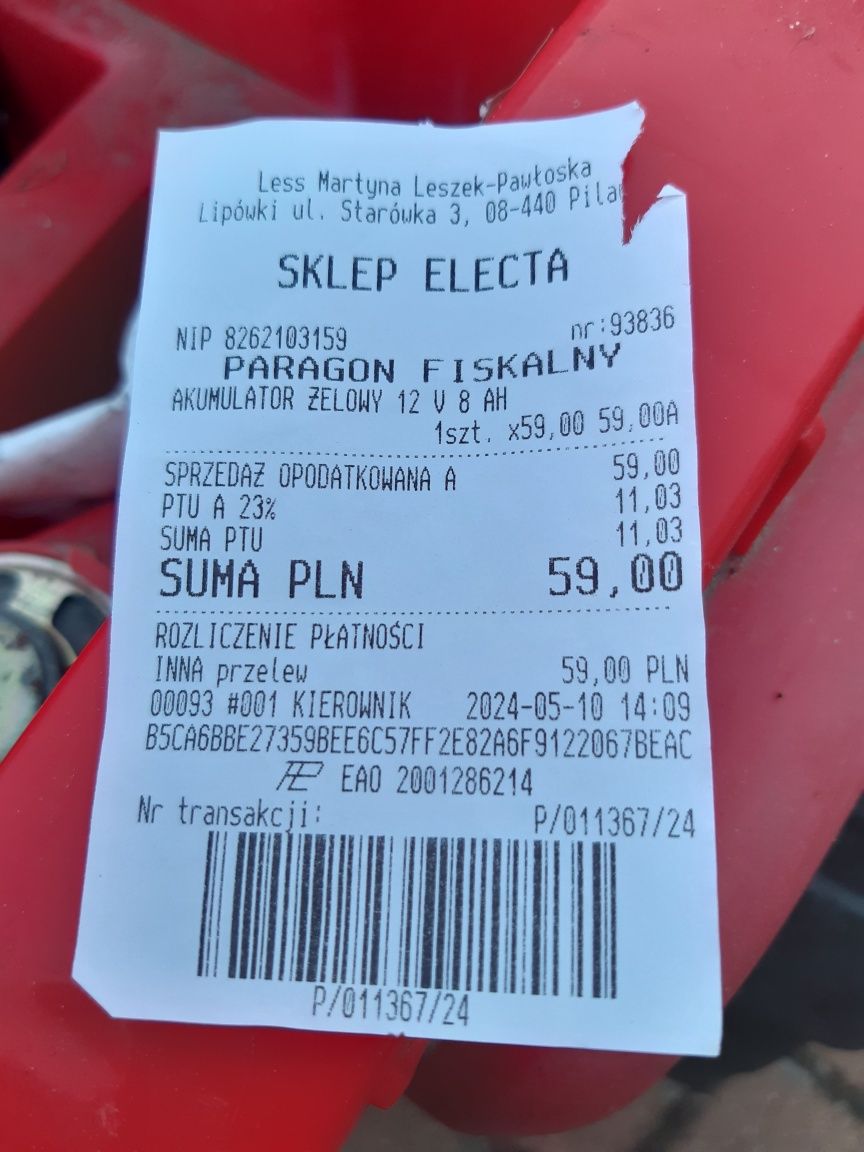 Less Martyna Leszek-Pawłoska
Lipówki ul. Starówka 3, 08-440
SKLEP ELECTA
NIP 8262103159 nr:93836
PARAGON FISKALNY
AKUMULATOR ŻELOWY 12 V 8 AH
1szt. x59,00 59,00A
SPRZEDAŻ OPODATKOWANA A 59,00
PTU A 23% 11,03
SUMA PTU 11,03
SUMA PLN 59,00
ROZLICZENIE PŁATNOŚCI
INNA przelew 59,00 PLN
00093 #001 KIEROWNIK 2024-05-10 14:09
B5CA6BBE27359BEE6C57FF2E82A6F9122067BEAC
EAO 2001286214
Nr transakcji: P/011367/24
P/011367/24